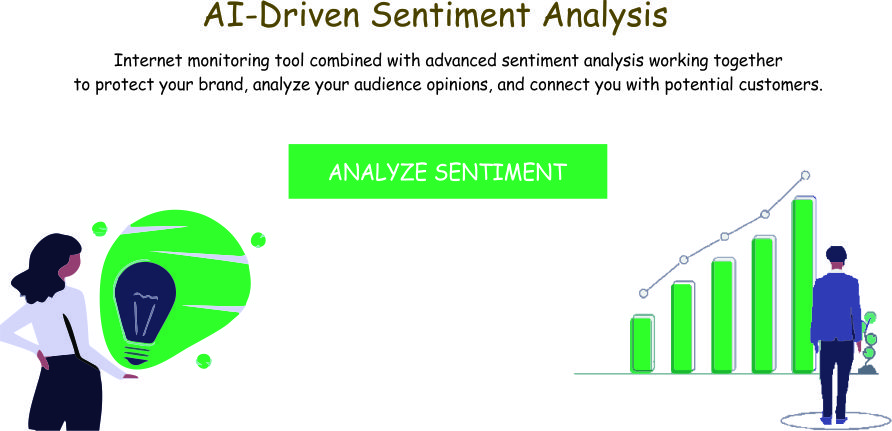 AI-Driven Sentiment Analysis
Internet monitoring tool combined with advanced sentiment analysis working together
to protect your brand, analyze your audience opinions, and connect you with potential customers.
ANALYZE SENTIMENT